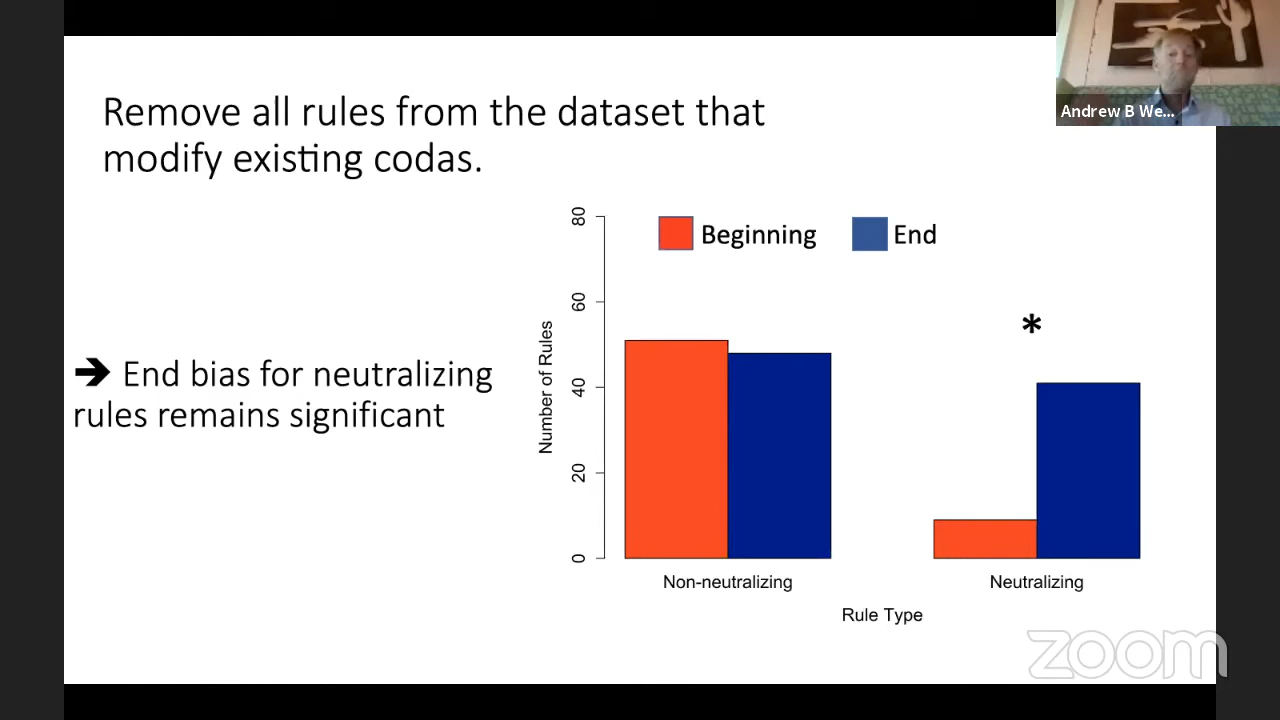 Andrew B We...
Remove all rules from the dataset that
modify existing codas.
➔ End bias for neutralizing
rules remains significant
Beginning
End
*
80
60
40
20
0
Number of Rules
Non-neutralizing
Neutralizing
Rule Type
zoom